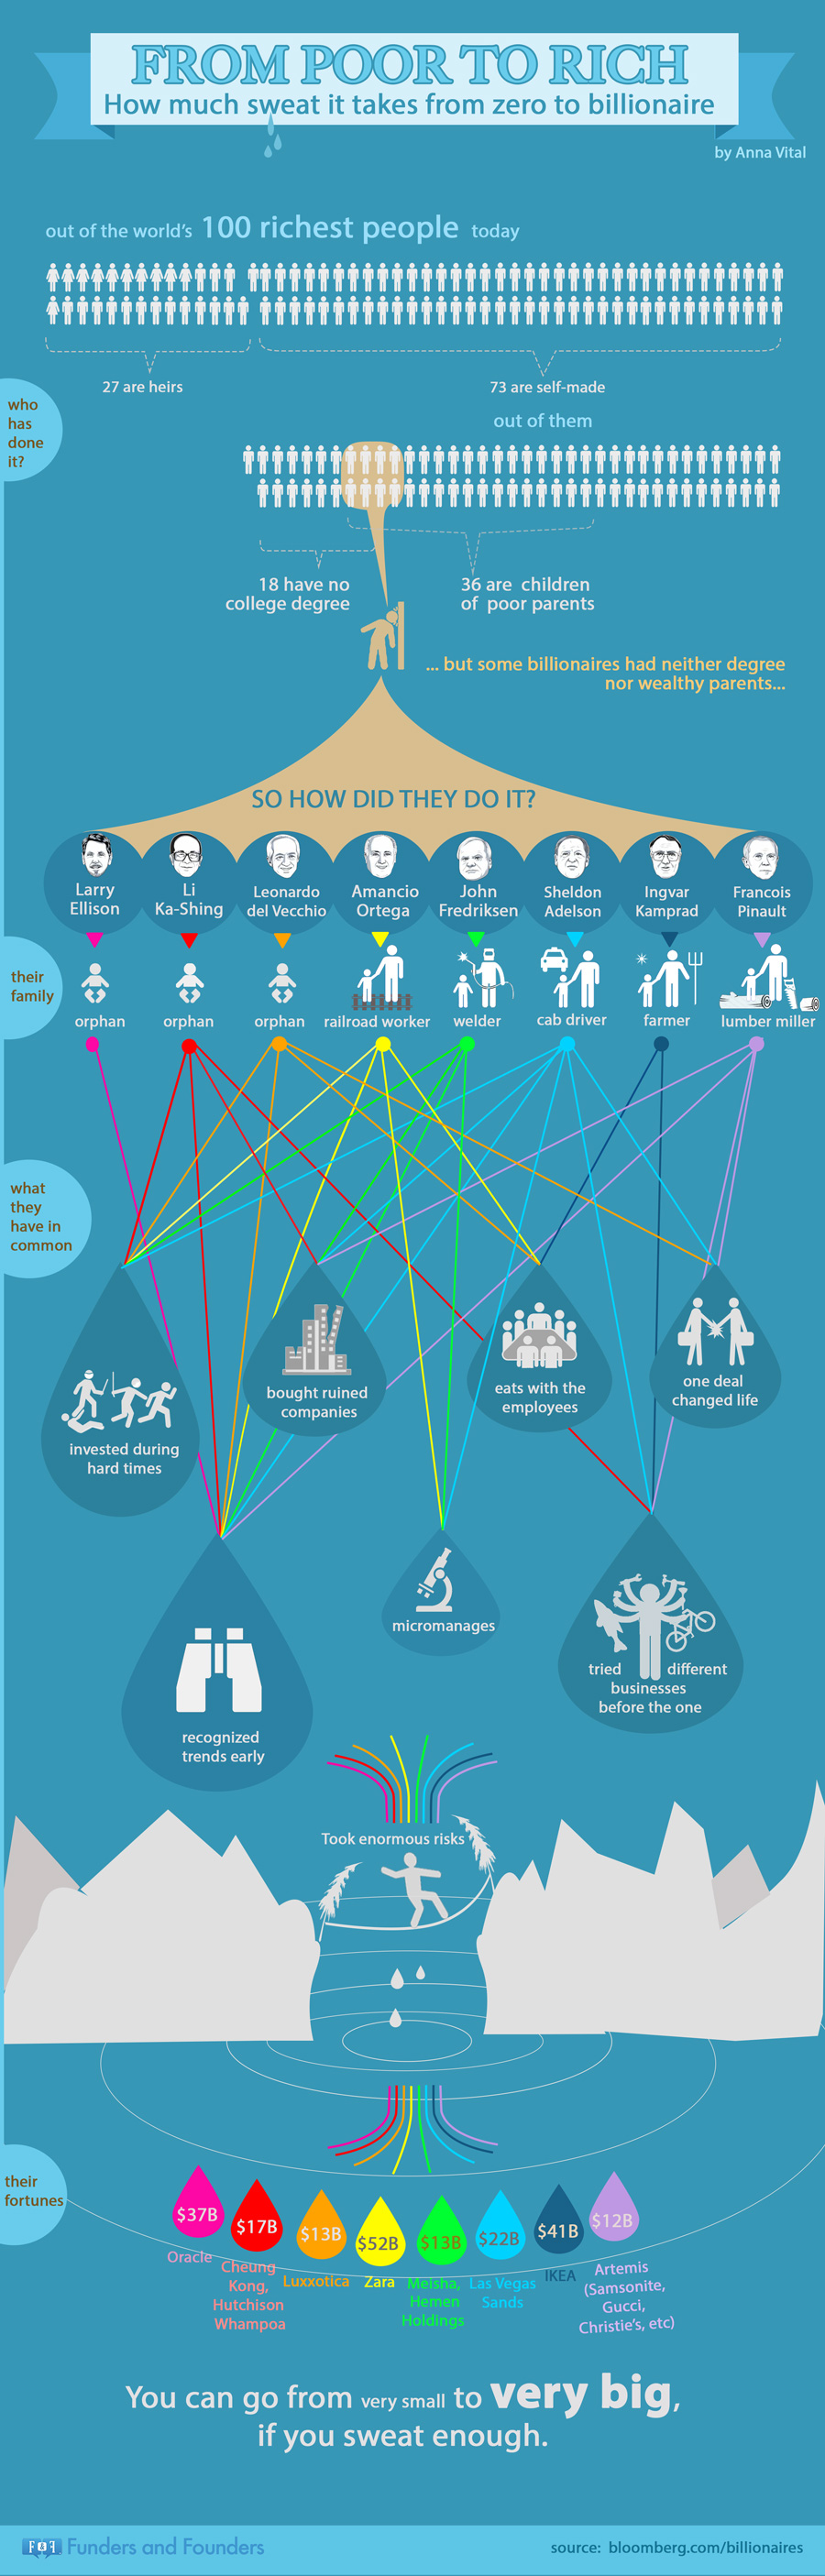 FROM POOR TO RICH
How much sweat it takes from zero to billionaire
by Anna Vital
out of the world's 100 richest people today
27 are heirs
73 are self-made
who
has
done
it?
out of them
18 have no
college degree
36 are children
of poor parents
... but some billionaires had neither degree
nor wealthy parents...
SO HOW DID THEY DO IT?
Larry
Ellison
Li
Ka-Shing
Leonardo
del Vecchio
Amancio
Ortega
John
Fredriksen
Sheldon
Adelson
Ingvar
Kamprad
Francois
Pinault
their
family
orphan
orphan
orphan
railroad worker
welder
cab driver
farmer
lumber miller
what
they
have in
common
invested during
hard times
bought ruined
companies
eats with the
employees
one deal
changed life
recognized
trends early
micromanages
tried different
businesses
before the one
Took enormous risks
their
fortunes
$37B
Oracle
$17B
Cheung
Kong,
Hutchison
Whampoa
$13B
Luxxotica
$52B
Zara
$13B
Meisha,
Hemen
Holdings
$22B
Las Vegas
Sands
$41B
IKEA
$12B
Artemis
(Samsonite,
Gucci,
Christie's, etc)
You can go from very small to very big,
if you sweat enough.
F&F Funders and Founders
source: bloomberg.com/billionaires